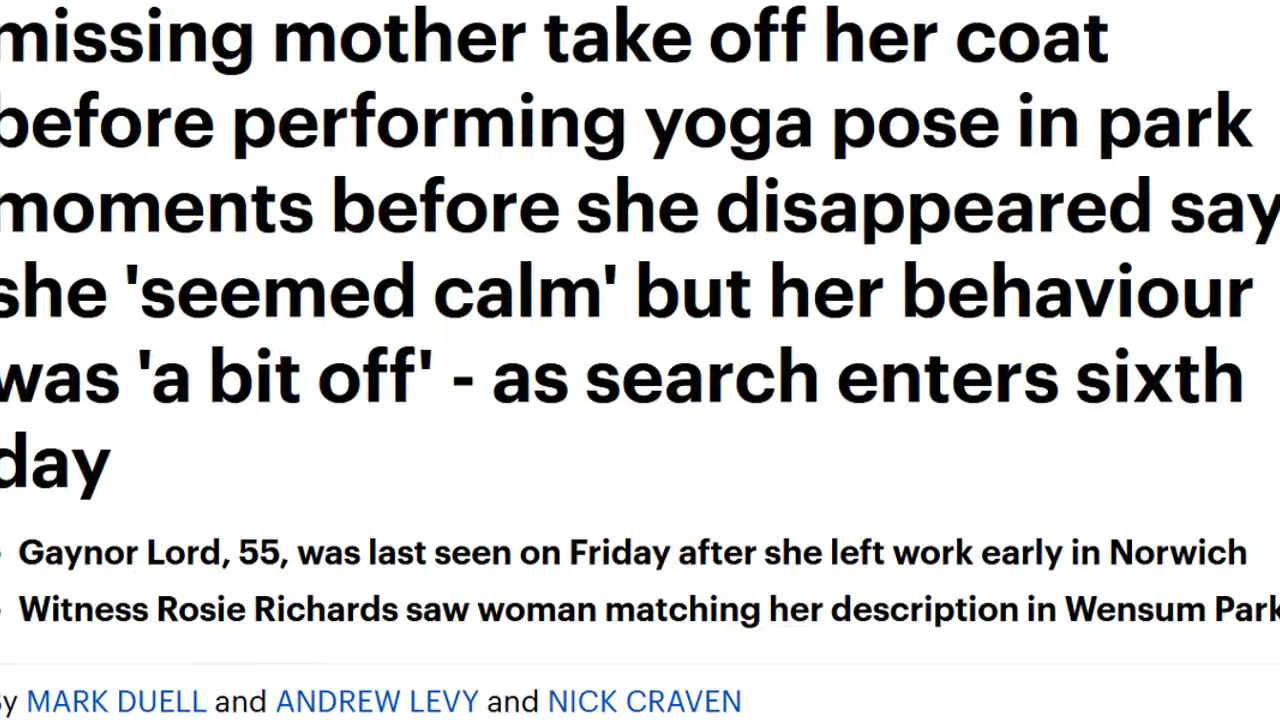 missing mother take off her coat
before performing yoga pose in park
moments before she disappeared say
she 'seemed calm' but her behaviour
was 'a bit off' - as search enters sixth
day
Gaynor Lord, 55, was last seen on Friday after she left work early in Norwich
Witness Rosie Richards saw woman matching her description in Wensum Park
By MARK DUELL and ANDREW LEVY and NICK CRAVEN